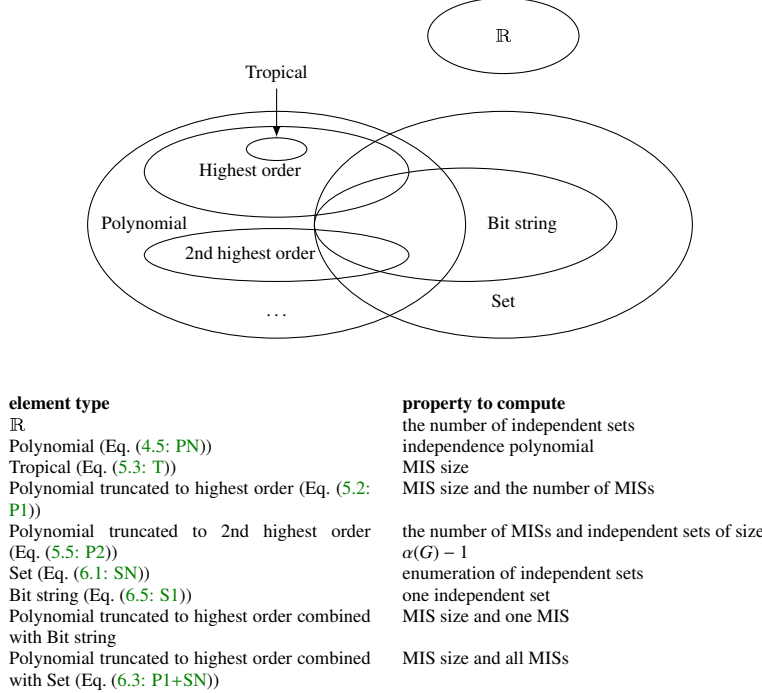 ℝ
Tropical
Highest order
Polynomial
Bit string
2nd highest order
Set
...
element type property to compute
ℝ the number of independent sets
Polynomial (Eq. (4.5: PN)) independence polynomial
Tropical (Eq. (5.3: T)) MIS size
Polynomial truncated to highest order (Eq. (5.2: MIS size and the number of MISs
P1))
Polynomial truncated to 2nd highest order the number of MISs and independent sets of size
(Eq. (5.5: P2)) α(G) − 1
Set (Eq. (6.1: SN)) enumeration of independent sets
Bit string (Eq. (6.5: S1)) one independent set
Polynomial truncated to highest order combined MIS size and one MIS
with Bit string
Polynomial truncated to highest order combined MIS size and all MISs
with Set (Eq. (6.3: P1+SN))